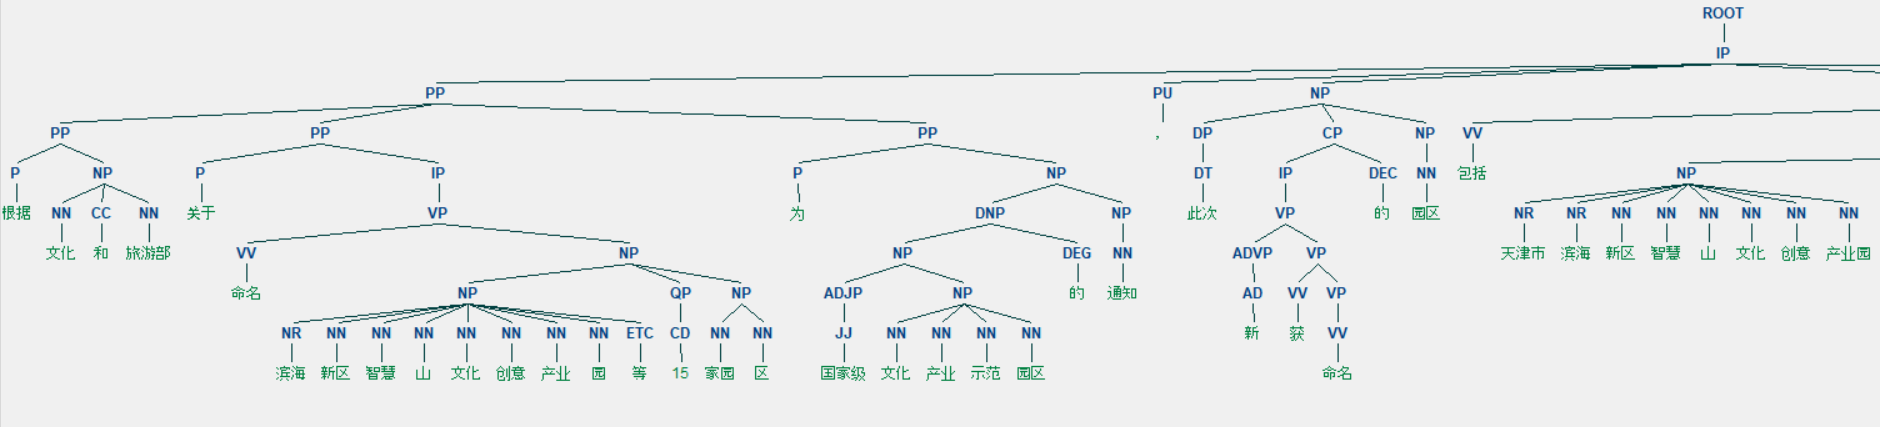 ROOT
IP
PP PU NP
PP PP PP , DP CP NP VV
P NP P IP P NP DT IP DEC NN 包括 NP
根据 NN CC NN 关于 VP 为 DNP NP 此次 VP 的 园区 NR NR NN NN NN NN NN NN
文化 和 旅游部 VV NP NP DEG NN ADVP VP 天津市 滨海 新区 智慧 山 文化 创意 产业园
命名 NP QP NP ADJP NP 的 通知 AD VV VP
NR NN NN NN NN NN NN NN ETC CD NN NN JJ NN NN NN NN 新 获 VV
滨海 新区 智慧 山 文化 创意 产业 园 等 15 家园 区 国家级 文化 产业 示范 园区 命名